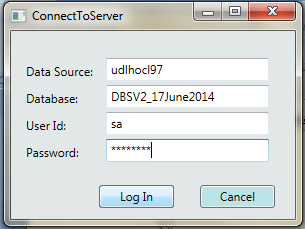 ConnectToServer
Data Source: udlhocl97
Database: DBSV2_17June2014
User Id: sa
Password: ********
Log In Cancel